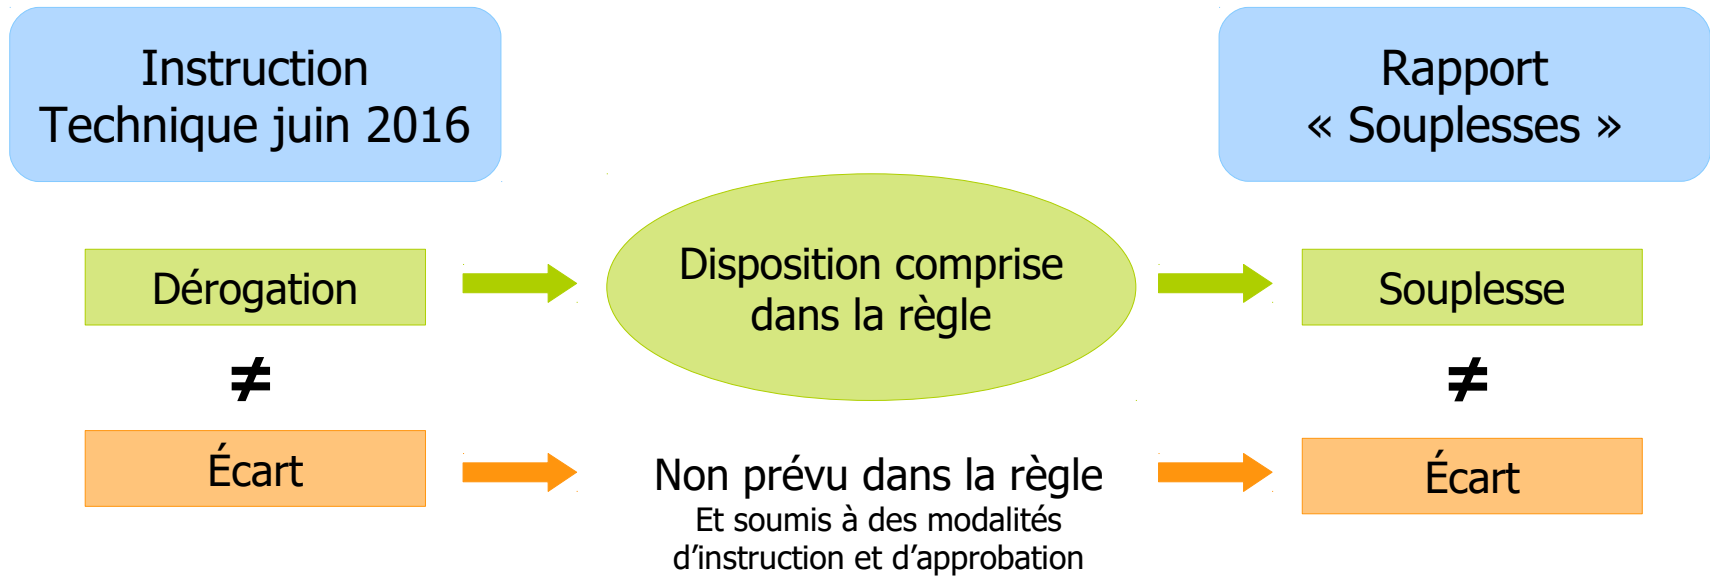 Instruction
Technique juin 2016
Rapport
« Souplesses »
Dérogation
Disposition comprise
dans la règle
Souplesse
≠
≠
Écart
Non prévu dans la règle
Et soumis à des modalités
d’instruction et d’approbation
Écart